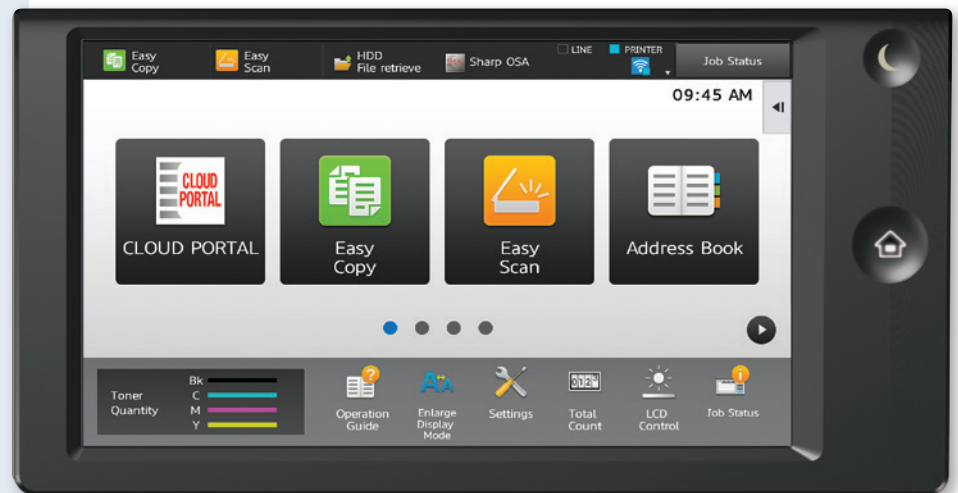 Easy
Copy
Easy
Scan
HDD
File retrieve
Sharp OSA
LINE
PRINTER
Job Status
09:45 AM
CLOUD
PORTAL
CLOUD PORTAL
Easy
Copy
Easy
Scan
Address Book
Toner
Quantity
Bk
C
M
Y
Operation
Guide
Enlarge
Display
Mode
Settings
Total
Count
LCD
Control
Job Status